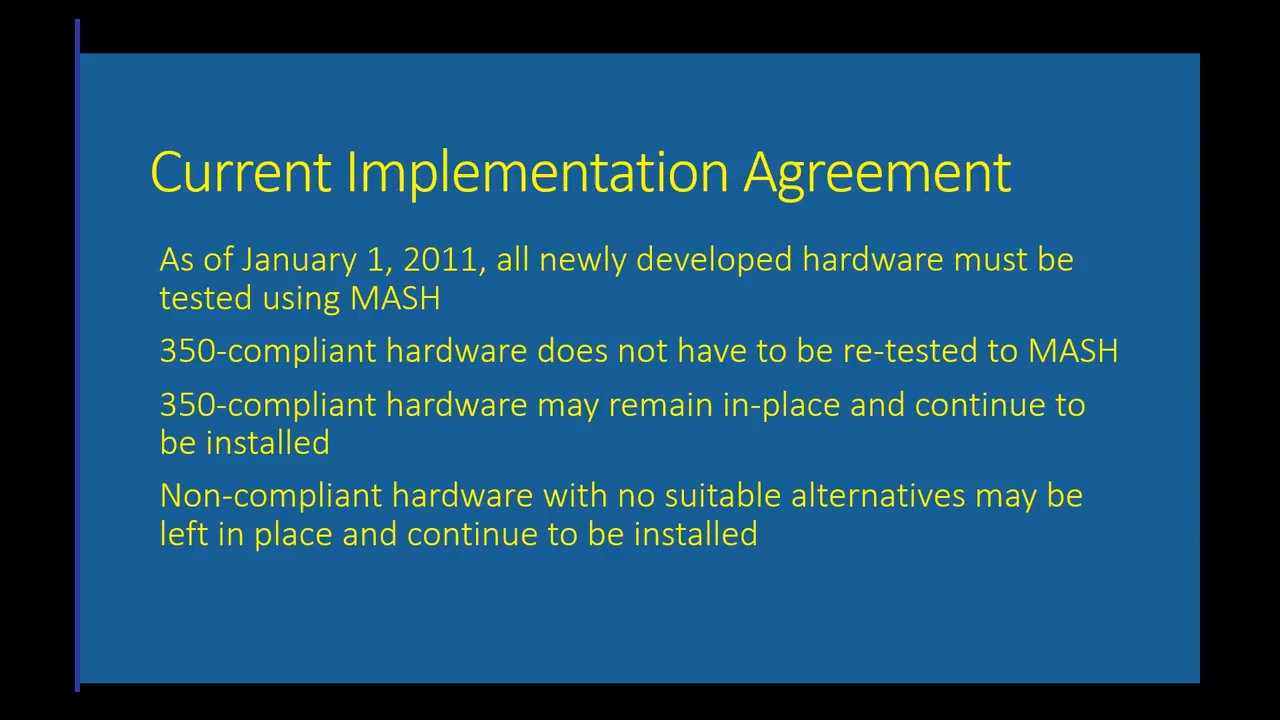 Current Implementation Agreement
As of January 1, 2011, all newly developed hardware must be
tested using MASH
350-compliant hardware does not have to be re-tested to MASH
350-compliant hardware may remain in-place and continue to
be installed
Non-compliant hardware with no suitable alternatives may be
left in place and continue to be installed